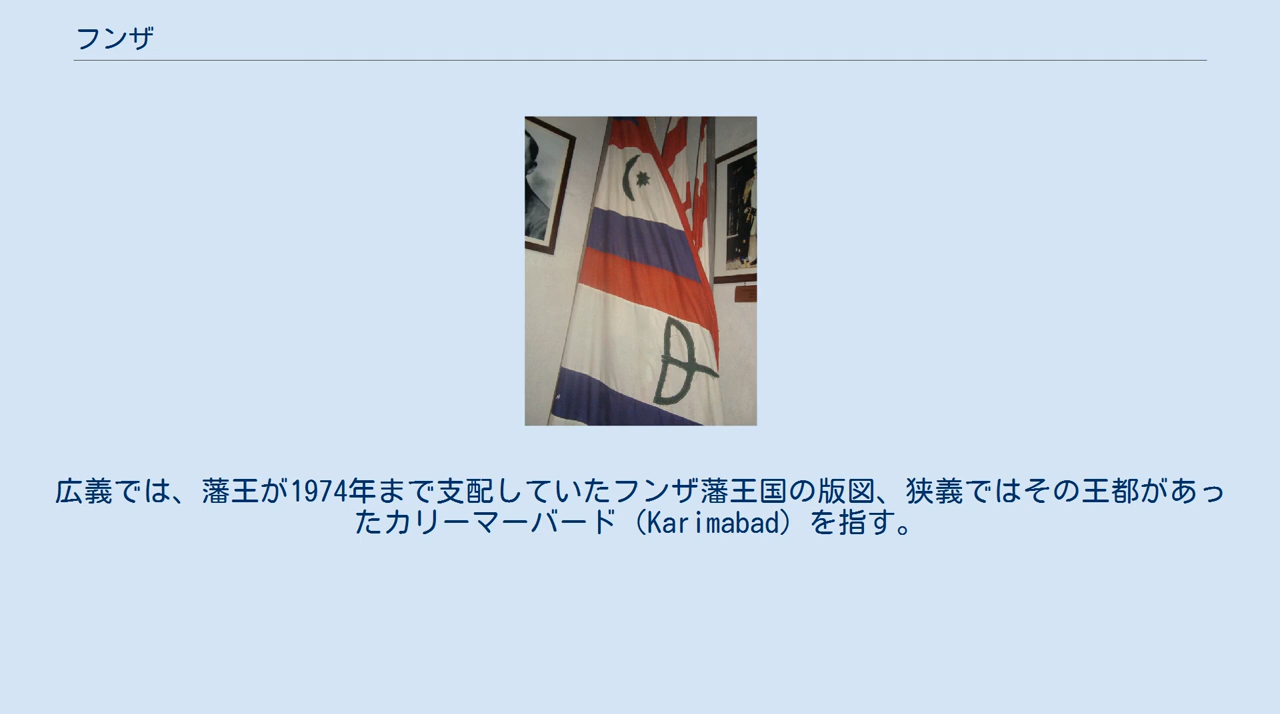 フンザ
広義では、藩王が1974年まで支配していたフンザ藩王国の版図、狭義ではその王都があっ
たカリーマーバード（Karimabad）を指す。